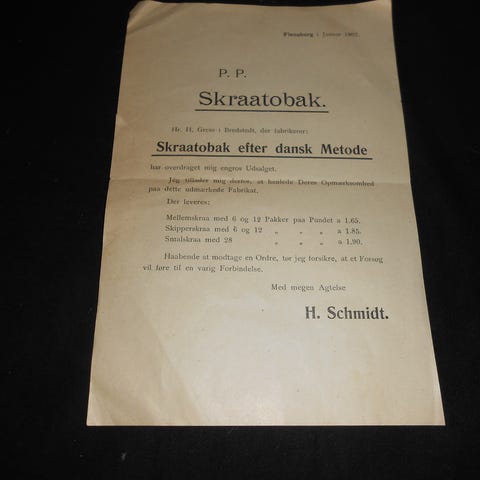 Flensborg i Januar 1902.
P. P.
Skraatobak.
Hr. H. Gress i Bredstedt, der fabrikerer:
Skraatobak efter dansk Metode
har overdraget mig engros Udsalget.
Jeg tillader mig derfor, at henlede Deres Opmærksomhed
paa dette udmærkede Fabrikat.
Der leveres:
Mellemskraa med 6 og 12 Pakker paa Pundet a 1.65.
Skipperskraa med 6 og 12 „ „ „ a 1.85.
Smalskraa med 28 „ „ „ a 1.90.
Haabende at modtage en Ordre, tør jeg forsikre, at et Forsøg
vil føre til en varig Forbindelse.
Med megen Agtelse
H. Schmidt.